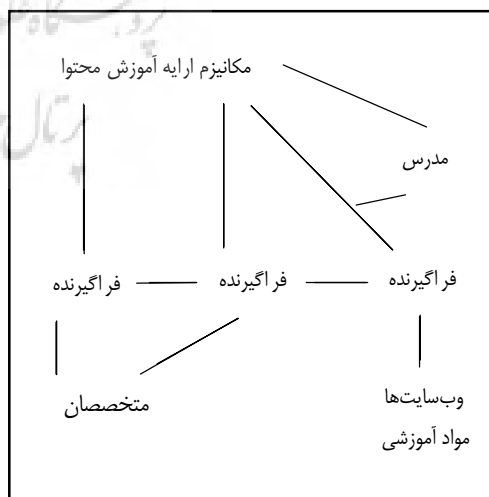 مکانیزم ارایه آموزش محتوا
مدرس
فراگیرنده
فراگیرنده
فراگیرنده
متخصصان
وب‌سایت‌ها
مواد آموزشی